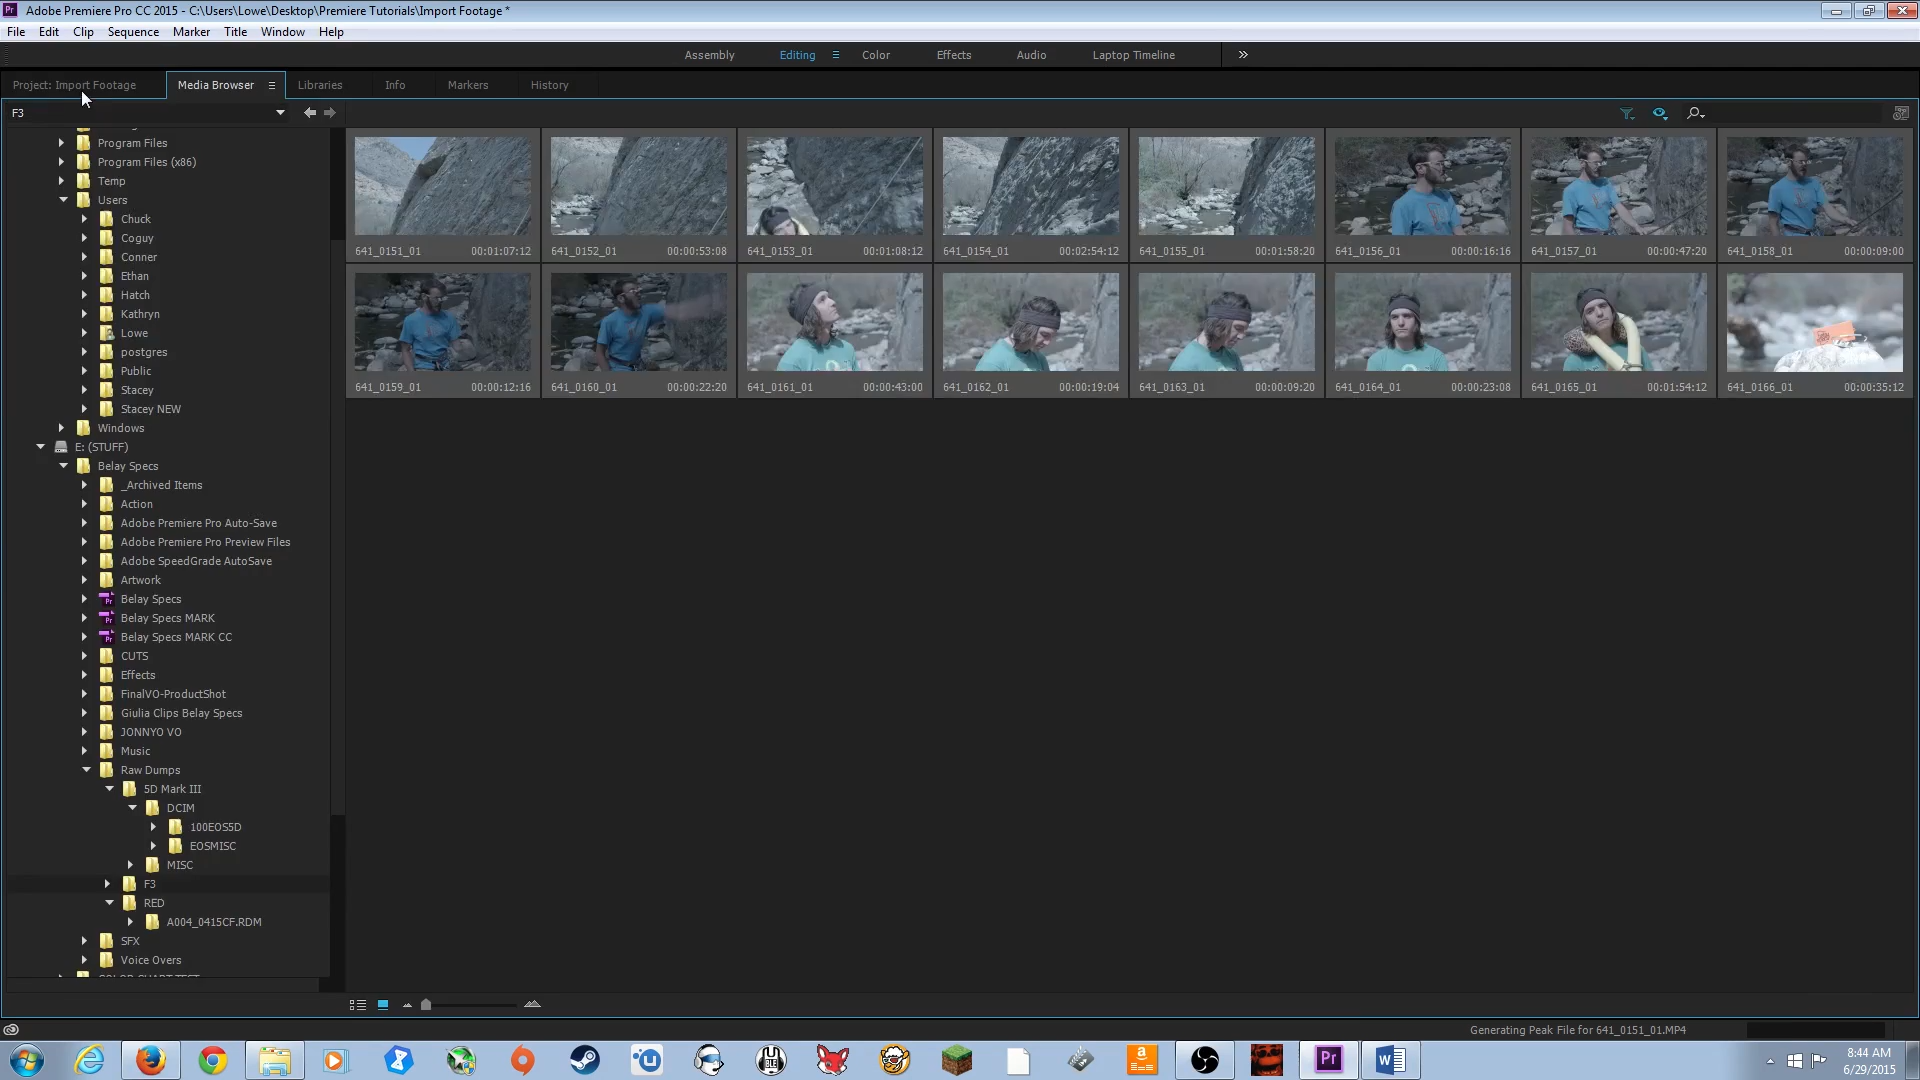 Adobe Premiere Pro CC 2015 - C:\Users\Lowe\Desktop\Premiere Tutorials\Import Footage *
File Edit Clip Sequence Marker Title Window Help
Assembly Editing Color Effects Audio Laptop Timeline
Project: Import Footage Media Browser Libraries Info Markers History
F3
Program Files
Program Files (x86)
Temp
Users
Chuck
Coguy
Conner
Ethan
Hatch
Kathryn
Lowe
postgres
Public
Stacey
Stacey NEW
Windows
E: (STUFF)
Belay Specs
_Archived Items
Action
Adobe Premiere Pro Auto-Save
Adobe Premiere Pro Preview Files
Adobe SpeedGrade AutoSave
Artwork
Belay Specs
Belay Specs MARK
Belay Specs MARK CC
CUTS
Effects
FinalVO-ProductShot
Giulia Clips Belay Specs
JONNYO VO
Music
Raw Dumps
5D Mark III
DCIM
100EOS5D
EOSMISC
MISC
F3
RED
A004_0415CF.RDM
SFX
Voice Overs
641_0151_01 00:01:07:12 641_0152_01 00:00:53:08 641_0153_01 00:01:08:12 641_0154_01 00:02:54:12 641_0155_01 00:01:58:20 641_0156_01 00:00:16:16 641_0157_01 00:00:47:20 641_0158_01 00:00:09:00
641_0159_01 00:00:12:16 641_0160_01 00:00:22:20 641_0161_01 00:00:43:00 641_0162_01 00:00:19:04 641_0163_01 00:00:09:20 641_0164_01 00:00:23:08 641_0165_01 00:01:54:12 641_0166_01 00:00:35:12
Generating Peak File for 641_0151_01.MP4
8:44 AM
6/29/2015